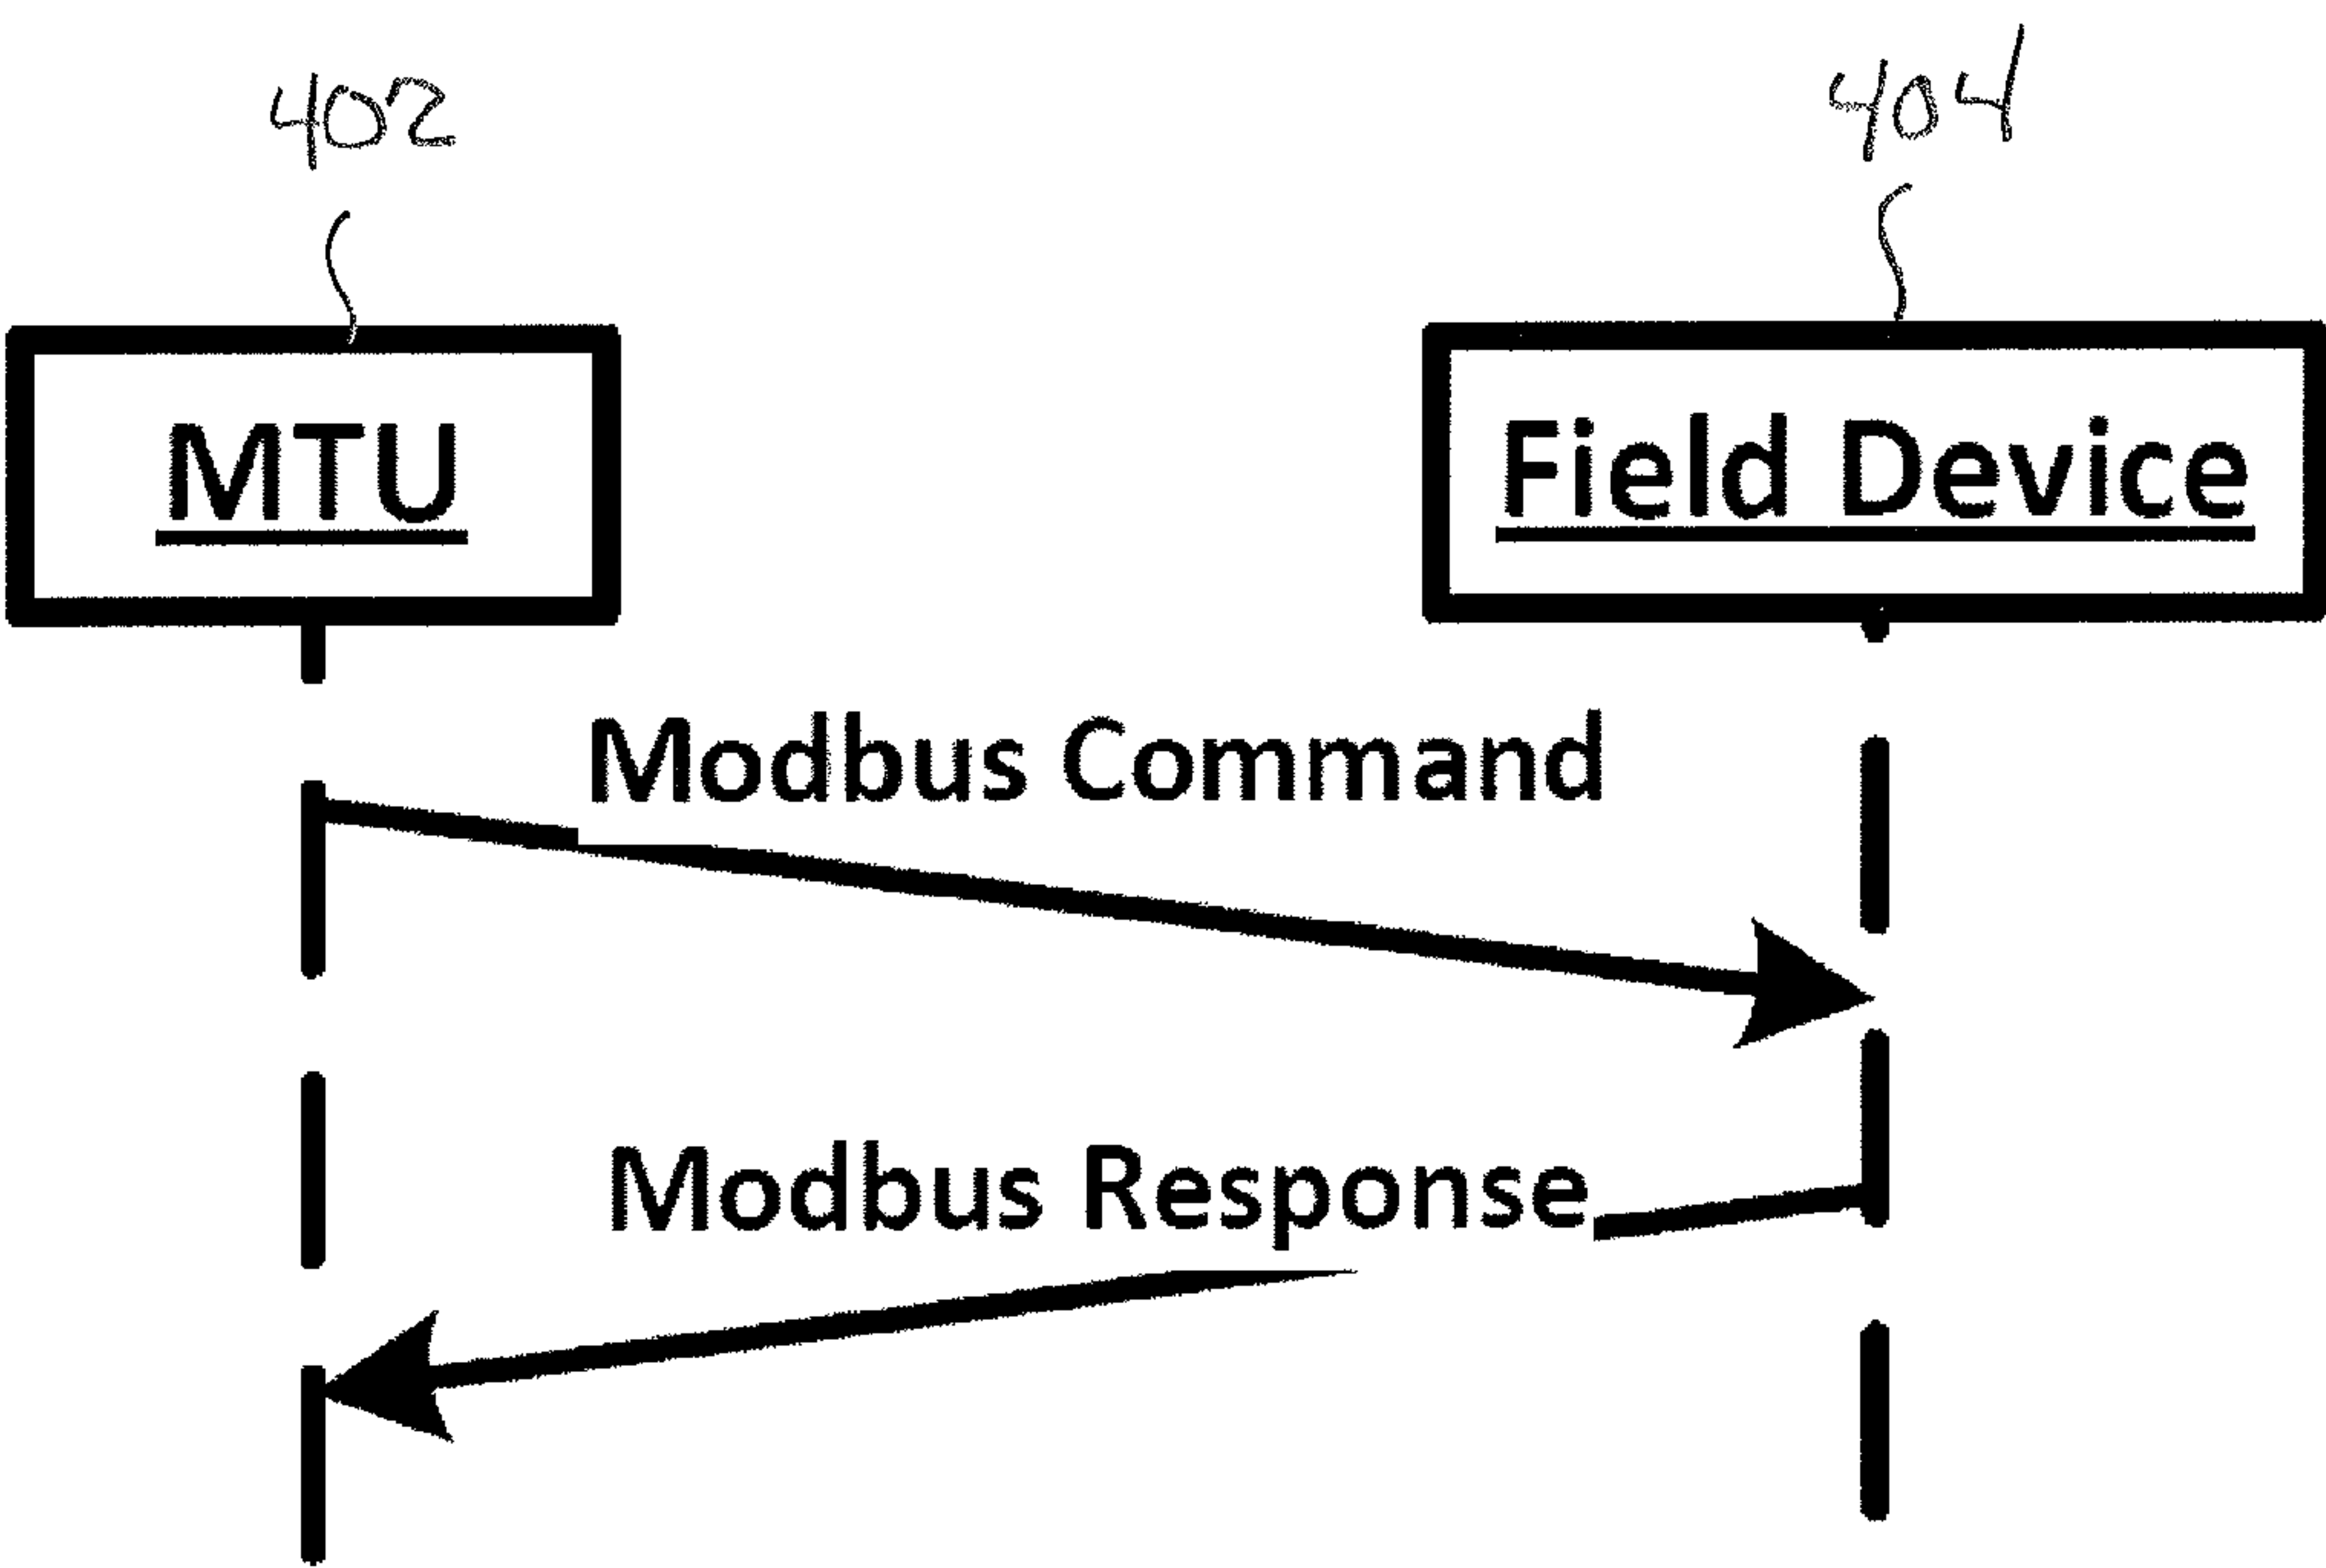 402
404
MTU
Field Device
Modbus Command
Modbus Response